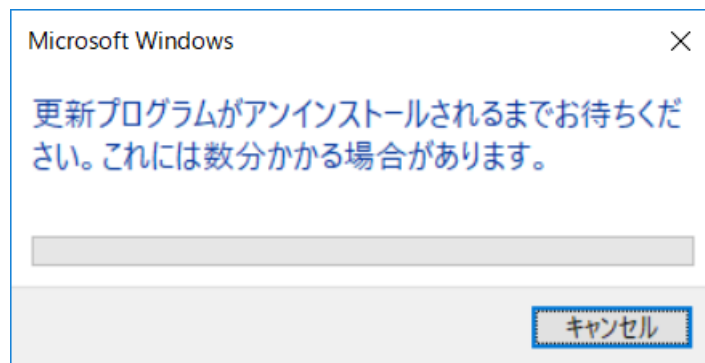 Microsoft Windows
更新プログラムがアンインストールされるまでお待ちくだ
さい。これには数分かかる場合があります。
キャンセル